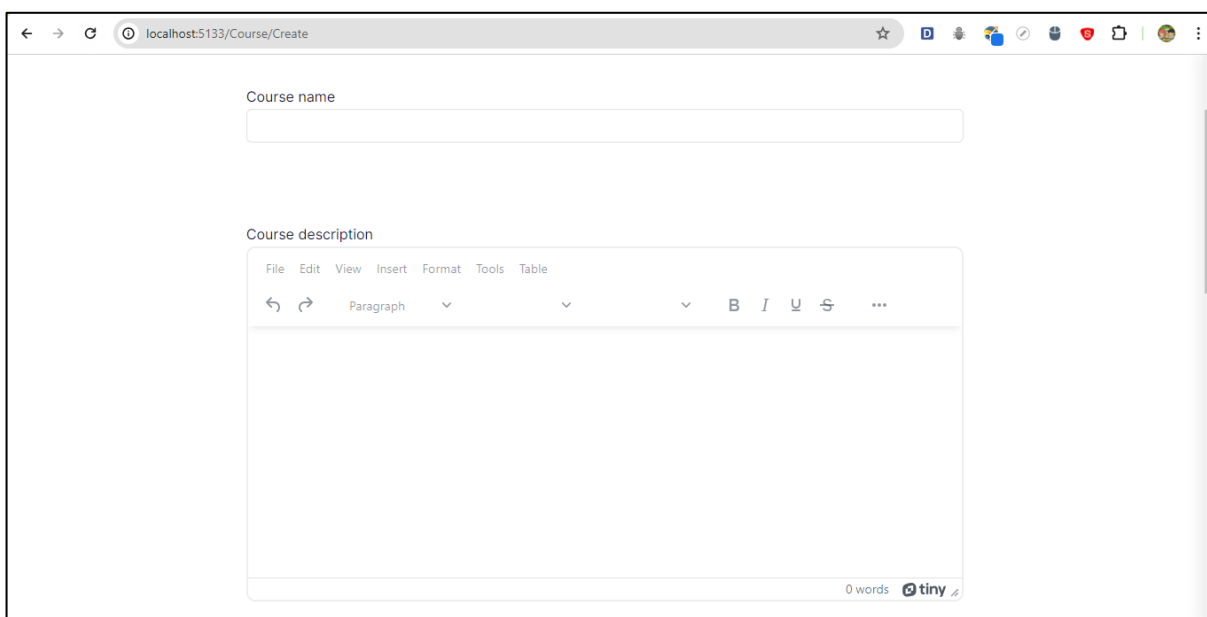 localhost:5133/Course/Create
Course name
Course description
File Edit View Insert Format Tools Table
Paragraph B I U S
0 words tiny